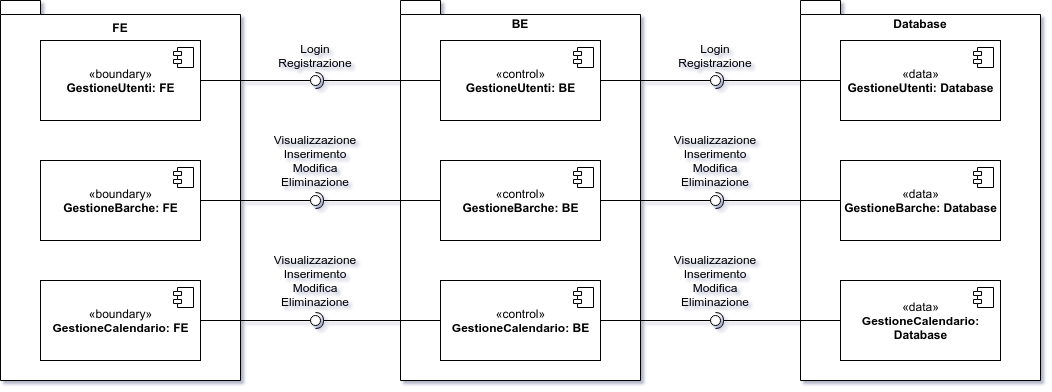 FE
«boundary»
GestioneUtenti: FE
«boundary»
GestioneBarche: FE
«boundary»
GestioneCalendario: FE
Login
Registrazione
Visualizzazione
Inserimento
Modifica
Eliminazione
Visualizzazione
Inserimento
Modifica
Eliminazione
BE
«control»
GestioneUtenti: BE
«control»
GestioneBarche: BE
«control»
GestioneCalendario: BE
Login
Registrazione
Visualizzazione
Inserimento
Modifica
Eliminazione
Visualizzazione
Inserimento
Modifica
Eliminazione
Database
«data»
GestioneUtenti: Database
«data»
GestioneBarche: Database
«data»
GestioneCalendario:
Database